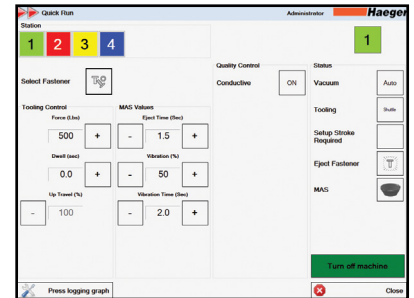 Quick Run
Administrator
Haeger
Station
1 2 3 4
1
Select Fastener
Quality Control
Conductive ON
Status
Vacuum Auto
Tooling Shuttle
Setup Stroke
Required
Eject Fastener
MAS
Tooling Control
Force (Lbs)
500 +
Dwell (sec)
0.0 +
Up Travel (%)
- 100
MAS Values
Eject Time (Sec)
- 1.5 +
Vibration (%)
- 50 +
Vibration Time (Sec)
- 2.0 +
Turn off machine
Press logging graph
Close